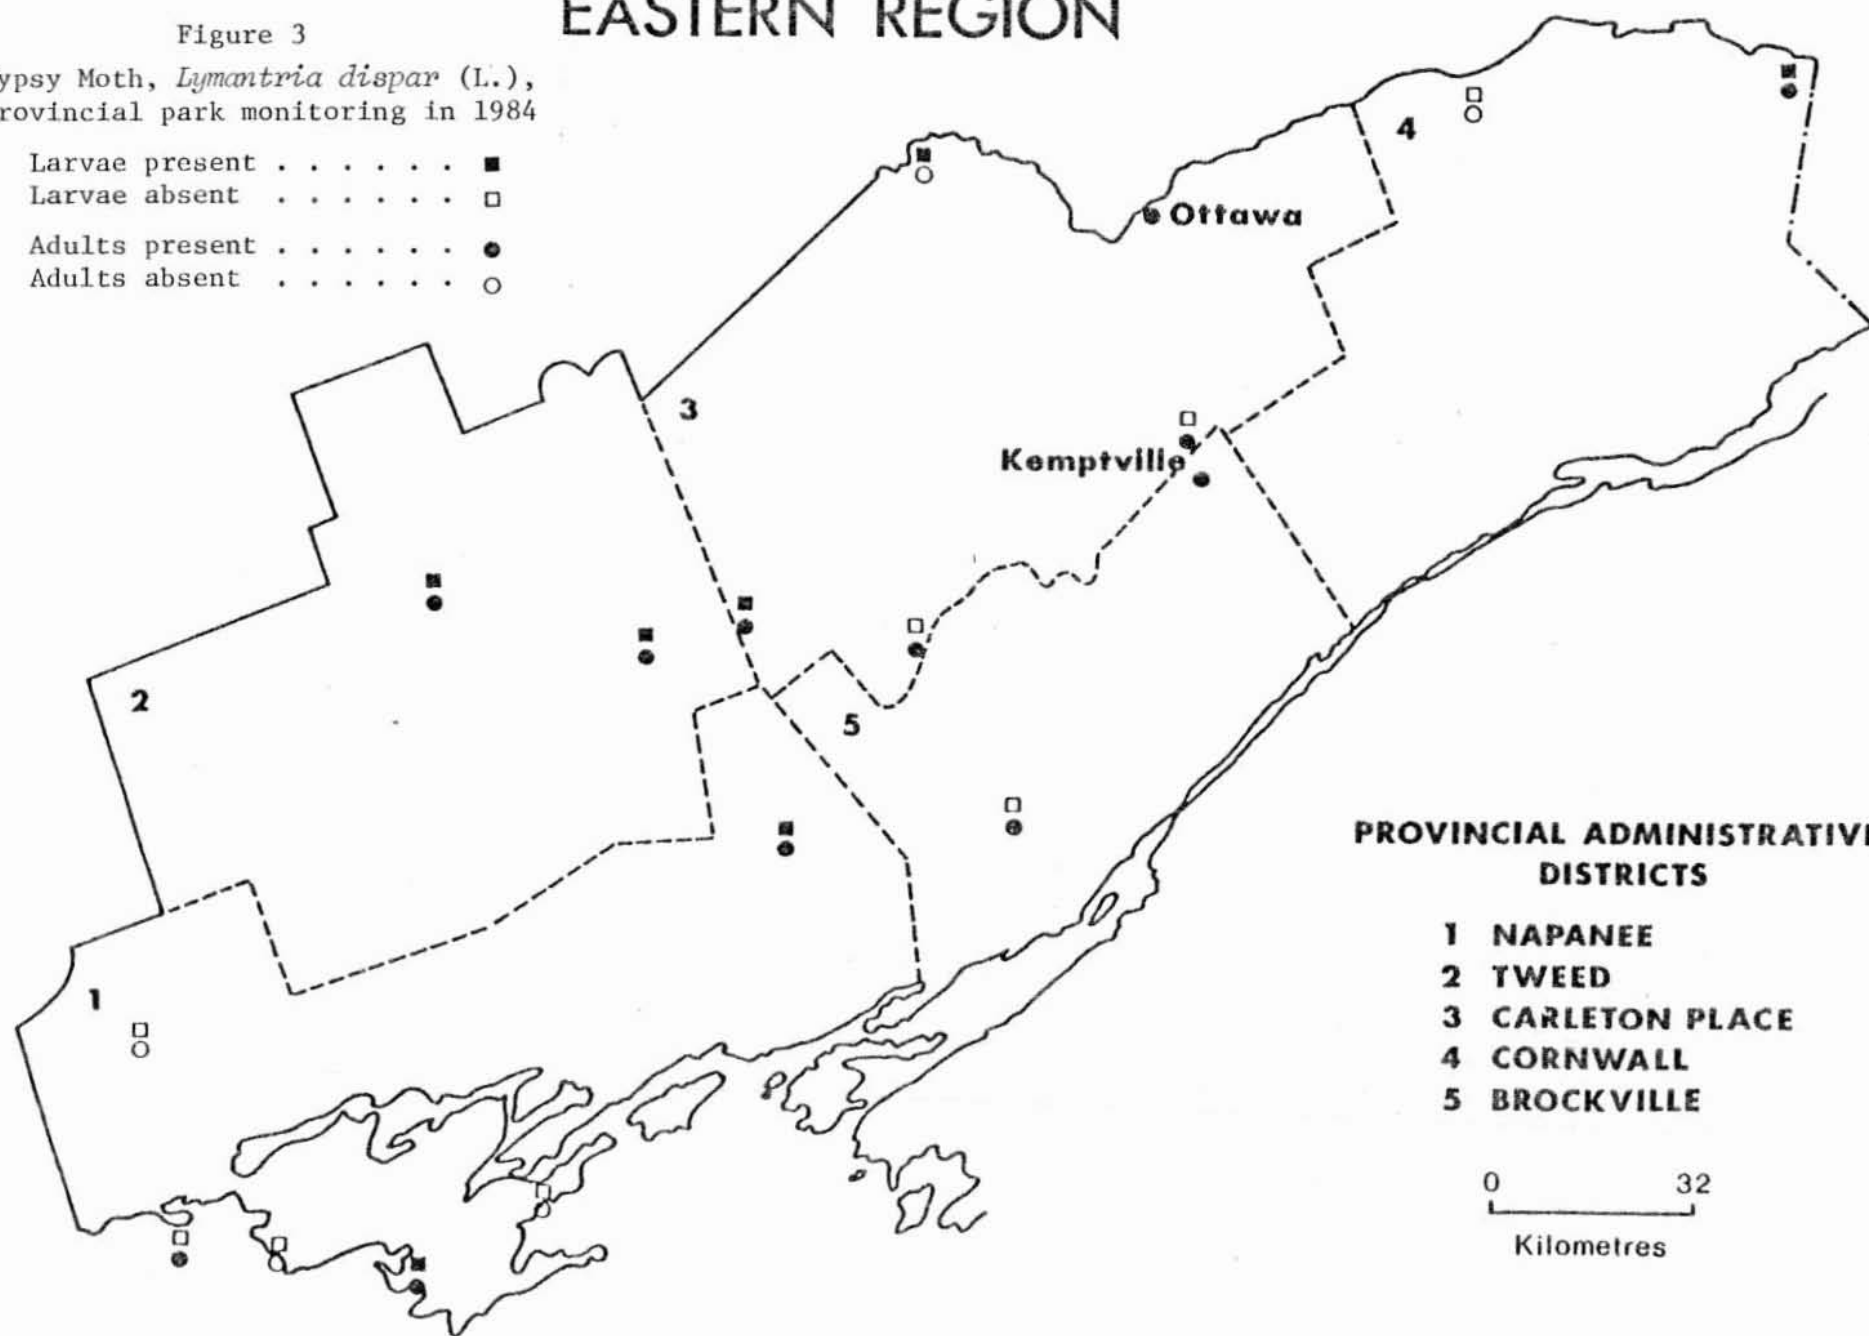 EASTERN REGION
Figure 3
ypsy Moth, Lymantria dispar (L.),
rovincial park monitoring in 1984
Larvae present . . . . . . ■
Larvae absent . . . . . . □
Adults present . . . . . . ●
Adults absent . . . . . . ○
4
Ottawa
3
Kemptville
2
5
1
PROVINCIAL ADMINISTRATIVE
DISTRICTS
1 NAPANEE
2 TWEED
3 CARLETON PLACE
4 CORNWALL
5 BROCKVILLE
0 32
Kilometres